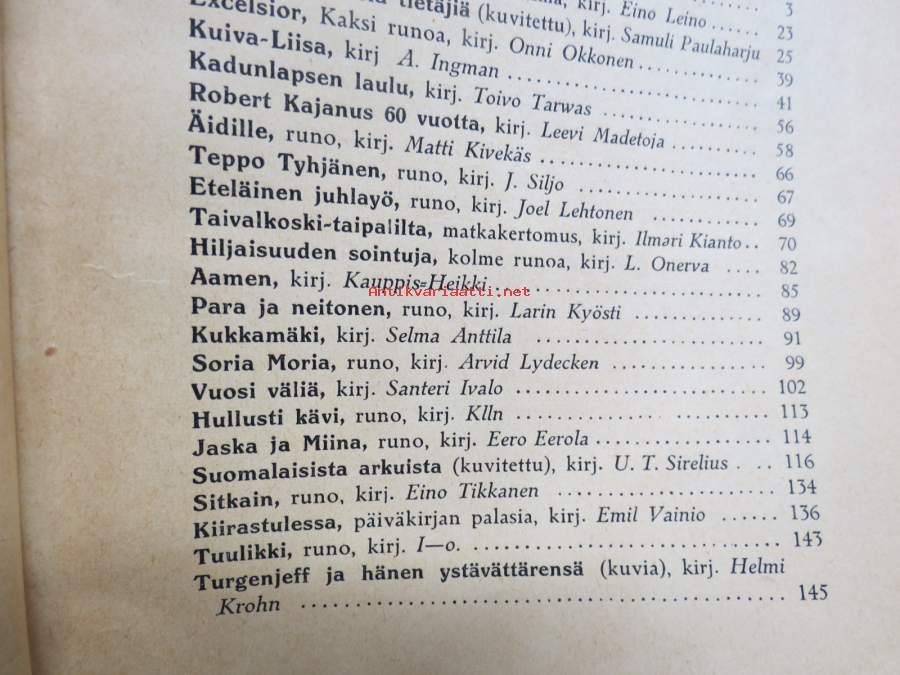 kirj. Eino Leino ..... 3
tietäjiä (kuvitettu), kirj. Samuli Paulaharju 23
Excelsior, Kaksi runoa, kirj. Onni Okkonen .......... 25
Kuiva-Liisa, kirj A. Ingman .......... 39
Kadunlapsen laulu, kirj. Toivo Tarwas .......... 41
Robert Kajanus 60 vuotta, kirj. Leevi Madetoja ......... 56
Äidille, runo, kirj. Matti Kivekäs .......... 58
Teppo Tyhjänen, runo, kirj. J. Siljo .......... 66
Eteläinen juhlayö, runo, kirj. Joel Lehtonen .......... 67
69
Taivalkoski-taipalilta, matkakertomus, kirj. Ilmari Kianto .. 70
Hiljaisuuden sointuja, kolme runoa, kirj. L. Onerva .... 82
Aamen, kirj. Kauppis-Heikki .......... 85
Antikvariaatti.net
Para ja neitonen, runo, kirj. Larin Kyösti .......... 89
Kukkamäki, kirj. Selma Anttila .......... 91
Soria Moria, runo, kirj. Arvid Lydecken .......... 99
Vuosi väliä, kirj. Santeri Ivalo .......... 102
Hullusti kävi, runo, kirj. Klln .......... 113
Jaska ja Miina, runo, kirj. Eero Eerola .......... 114
Suomalaisista arkuista (kuvitettu), kirj. U. T. Sirelius . .. 116
Sitkain, runo, kirj. Eino Tikkanen .......... 134
Kiirastulessa, päiväkirjan palasia, kirj. Emil Vainio ...... 136
Tuulikki, runo, kirj. I—o. .......... 143
Turgenjeff ja hänen ystävättärensä (kuvia), kirj. Helmi
Krohn .......... 145